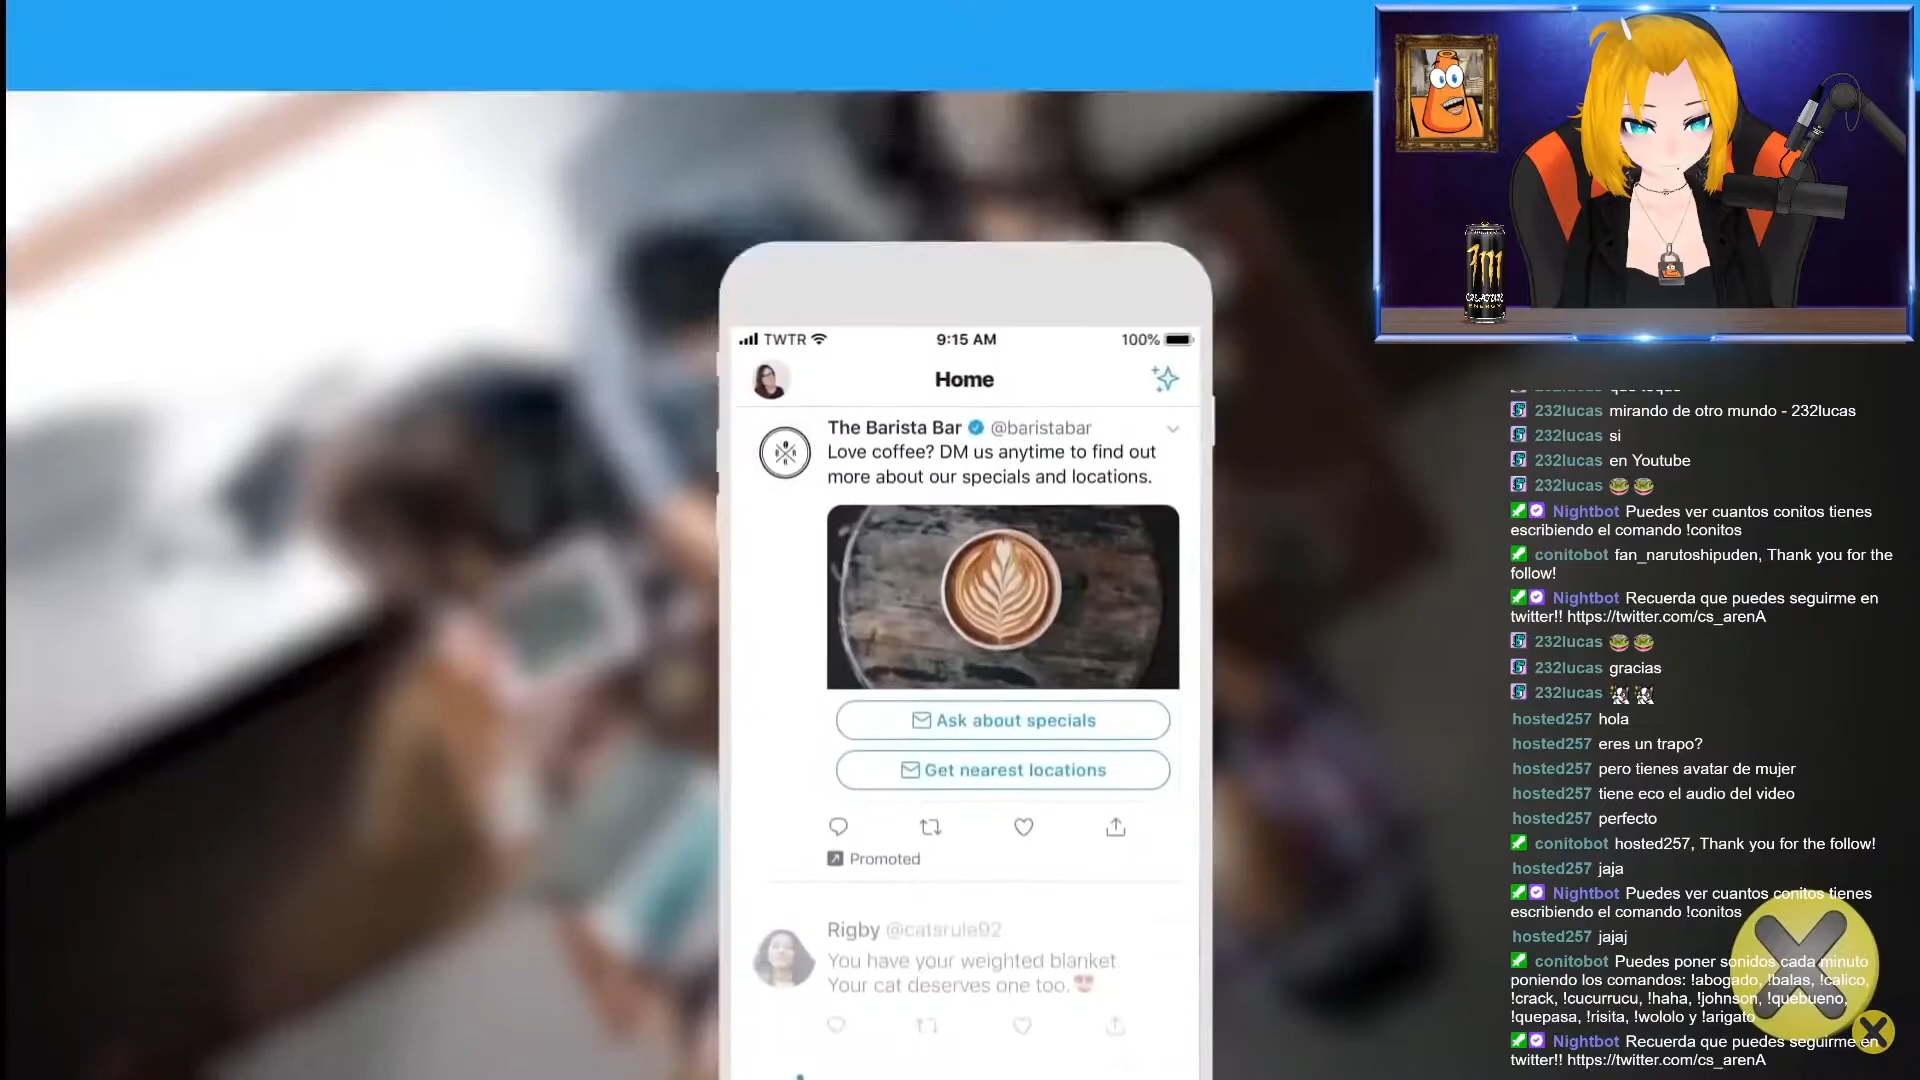 TWTR
9:15 AM
100%
Home
The Barista Bar @baristabar
Love coffee? DM us anytime to find out
more about our specials and locations.
Ask about specials
Get nearest locations
Promoted
Rigby @catsrule92
You have your weighted blanket.
Your cat deserves one too.
ENERGY
232lucas
232lucas mirando de otro mundo - 232lucas
232lucas si
232lucas en Youtube
232lucas
Nightbot Puedes ver cuantos conitos tienes
escribiendo el comando !conitos
conitobot fan_narutoshipuden, Thank you for the
follow!
Nightbot Recuerda que puedes seguirme en
twitter!! https://twitter.com/cs_arenA
232lucas
232lucas gracias
232lucas
hosted257 hola
hosted257 eres un trapo?
hosted257 pero tienes avatar de mujer
hosted257 tiene eco el audio del video
hosted257 perfecto
conitobot hosted257, Thank you for the follow!
hosted257 jaja
Nightbot Puedes ver cuantos conitos tienes
escribiendo el comando !conitos
hosted257 jajaj
conitobot Puedes poner sonidos cada minuto
poniendo los comandos: !abogado, !balas, !calico,
!crack, !cucurrucu, !haha, !johnson, !quebueno,
!quepasa, !risita, !wololo y !arigato
Nightbot Recuerda que puedes seguirme en
twitter!! https://twitter.com/cs_arenA